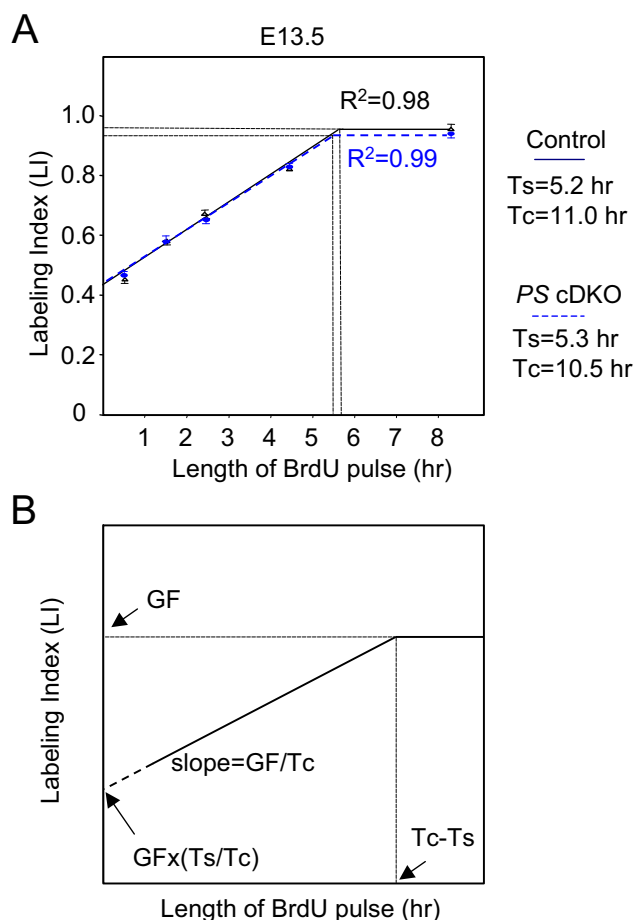 A
E13.5
R²=0.98
R²=0.99
1.0
0.8
0.6
0.4
0.2
0
Labeling Index (LI)
1 2 3 4 5 6 7 8
Length of BrdU pulse (hr)
Control
Ts=5.2 hr
Tc=11.0 hr
PS cDKO
Ts=5.3 hr
Tc=10.5 hr
B
GF
Labeling Index (LI)
slope=GF/Tc
GFx(Ts/Tc)
Tc-Ts
Length of BrdU pulse (hr)